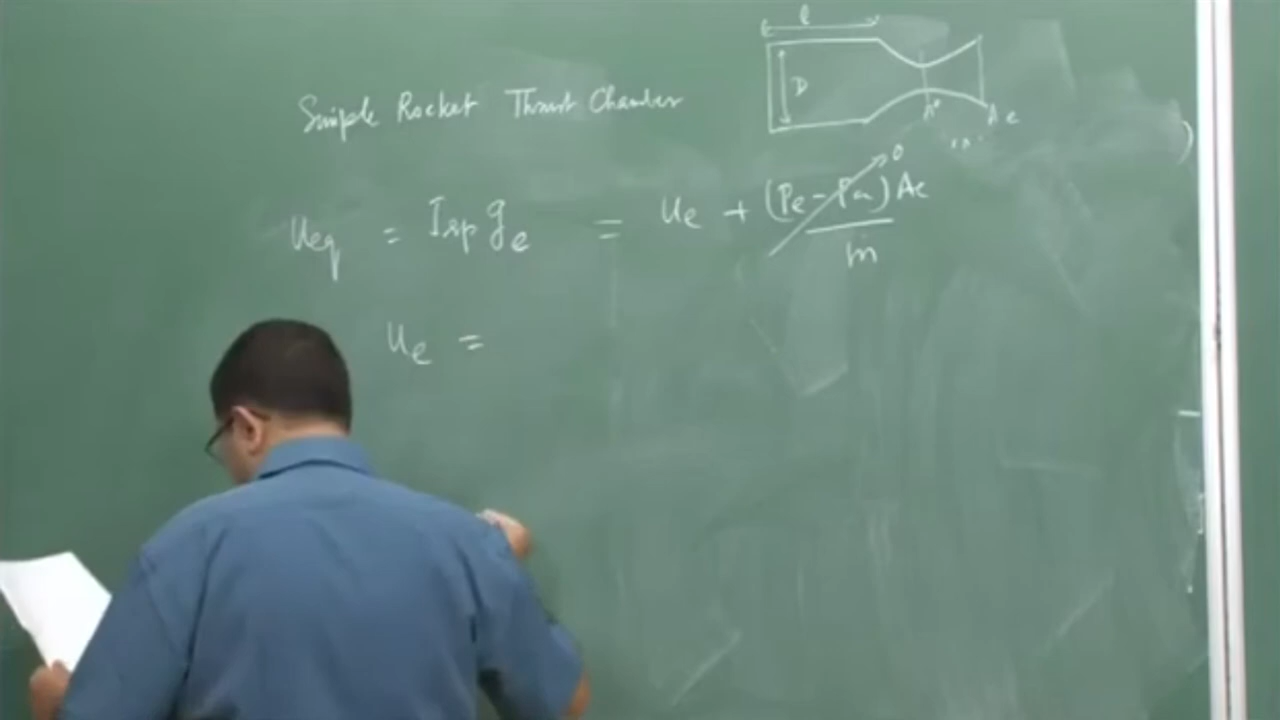 l
D
A*
Ae
Simple Rocket Thrust Chamber
0
ueq = Isp ge = ue + (Pe - Pa) Ae / ṁ
ue =